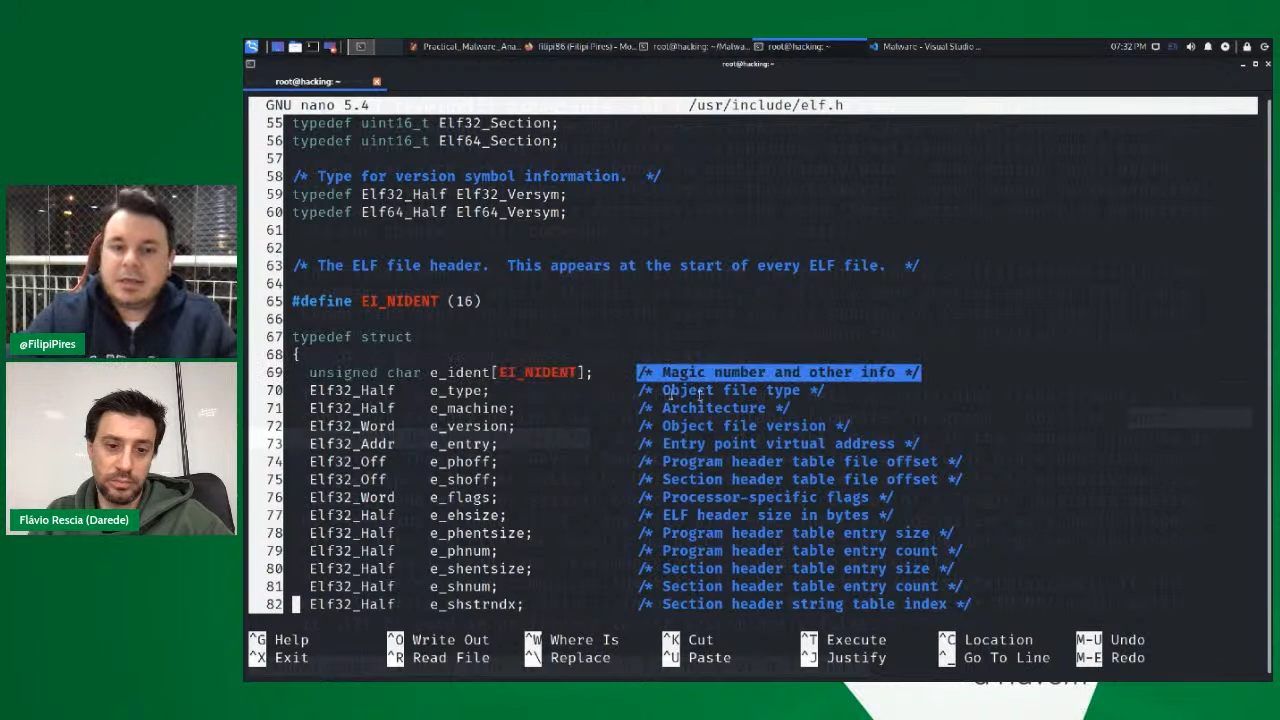 Practical_Malware_Ana...
filipi86 (Filipi Pires) - Mo...
root@hacking: ~/Malwa...
root@hacking: ~
Malware - Visual Studio ...
07:32 PM
root@hacking:~
root@hacking: ~
GNU nano 5.4 /usr/include/elf.h
55 typedef uint16_t Elf32_Section;
56 typedef uint16_t Elf64_Section;
57
58 /* Type for version symbol information.  */
59 typedef Elf32_Half Elf32_Versym;
60 typedef Elf64_Half Elf64_Versym;
61
62
63 /* The ELF file header.  This appears at the start of every ELF file.  */
64
65 #define EI_NIDENT (16)
66
67 typedef struct
68 {
69 unsigned char e_ident[EI_NIDENT]; /* Magic number and other info */
70 Elf32_Half e_type; /* Object file type */
71 Elf32_Half e_machine; /* Architecture */
72 Elf32_Word e_version; /* Object file version */
73 Elf32_Addr e_entry; /* Entry point virtual address */
74 Elf32_Off e_phoff; /* Program header table file offset */
75 Elf32_Off e_shoff; /* Section header table file offset */
76 Elf32_Word e_flags; /* Processor-specific flags */
77 Elf32_Half e_ehsize; /* ELF header size in bytes */
78 Elf32_Half e_phentsize; /* Program header table entry size */
79 Elf32_Half e_phnum; /* Program header table entry count */
80 Elf32_Half e_shentsize; /* Section header table entry size */
81 Elf32_Half e_shnum; /* Section header table entry count */
82 Elf32_Half e_shstrndx; /* Section header string table index */
^G Help ^O Write Out ^W Where Is ^K Cut ^T Execute ^C Location M-U Undo
^X Exit ^R Read File ^\ Replace ^U Paste ^J Justify ^_ Go To Line M-E Redo
@FilipiPires
Flávio Rescia (Darede)